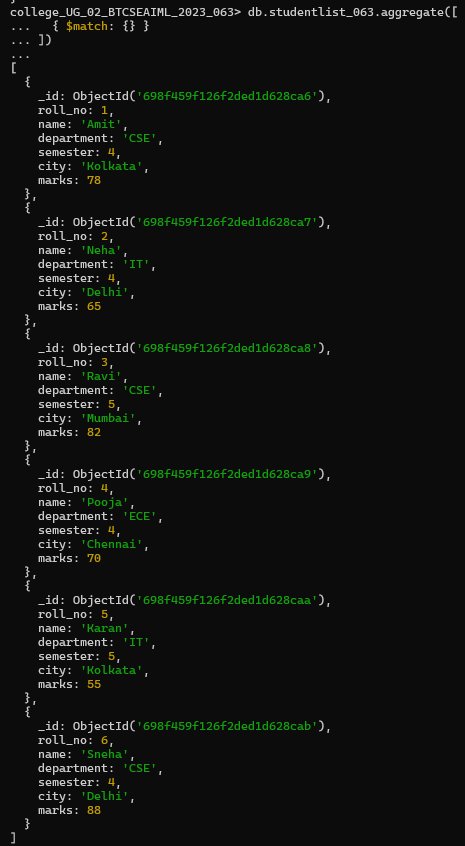 college_UG_02_BTCSEAIML_2023_063> db.studentlist_063.aggregate([
...   { $match: {} }
... ])
...
[
  {
    _id: ObjectId('698f459f126f2ded1d628ca6'),
    roll_no: 1,
    name: 'Amit',
    department: 'CSE',
    semester: 4,
    city: 'Kolkata',
    marks: 78
  },
  {
    _id: ObjectId('698f459f126f2ded1d628ca7'),
    roll_no: 2,
    name: 'Neha',
    department: 'IT',
    semester: 4,
    city: 'Delhi',
    marks: 65
  },
  {
    _id: ObjectId('698f459f126f2ded1d628ca8'),
    roll_no: 3,
    name: 'Ravi',
    department: 'CSE',
    semester: 5,
    city: 'Mumbai',
    marks: 82
  },
  {
    _id: ObjectId('698f459f126f2ded1d628ca9'),
    roll_no: 4,
    name: 'Pooja',
    department: 'ECE',
    semester: 4,
    city: 'Chennai',
    marks: 70
  },
  {
    _id: ObjectId('698f459f126f2ded1d628caa'),
    roll_no: 5,
    name: 'Karan',
    department: 'IT',
    semester: 5,
    city: 'Kolkata',
    marks: 55
  },
  {
    _id: ObjectId('698f459f126f2ded1d628cab'),
    roll_no: 6,
    name: 'Sneha',
    department: 'CSE',
    semester: 4,
    city: 'Delhi',
    marks: 88
  }
]